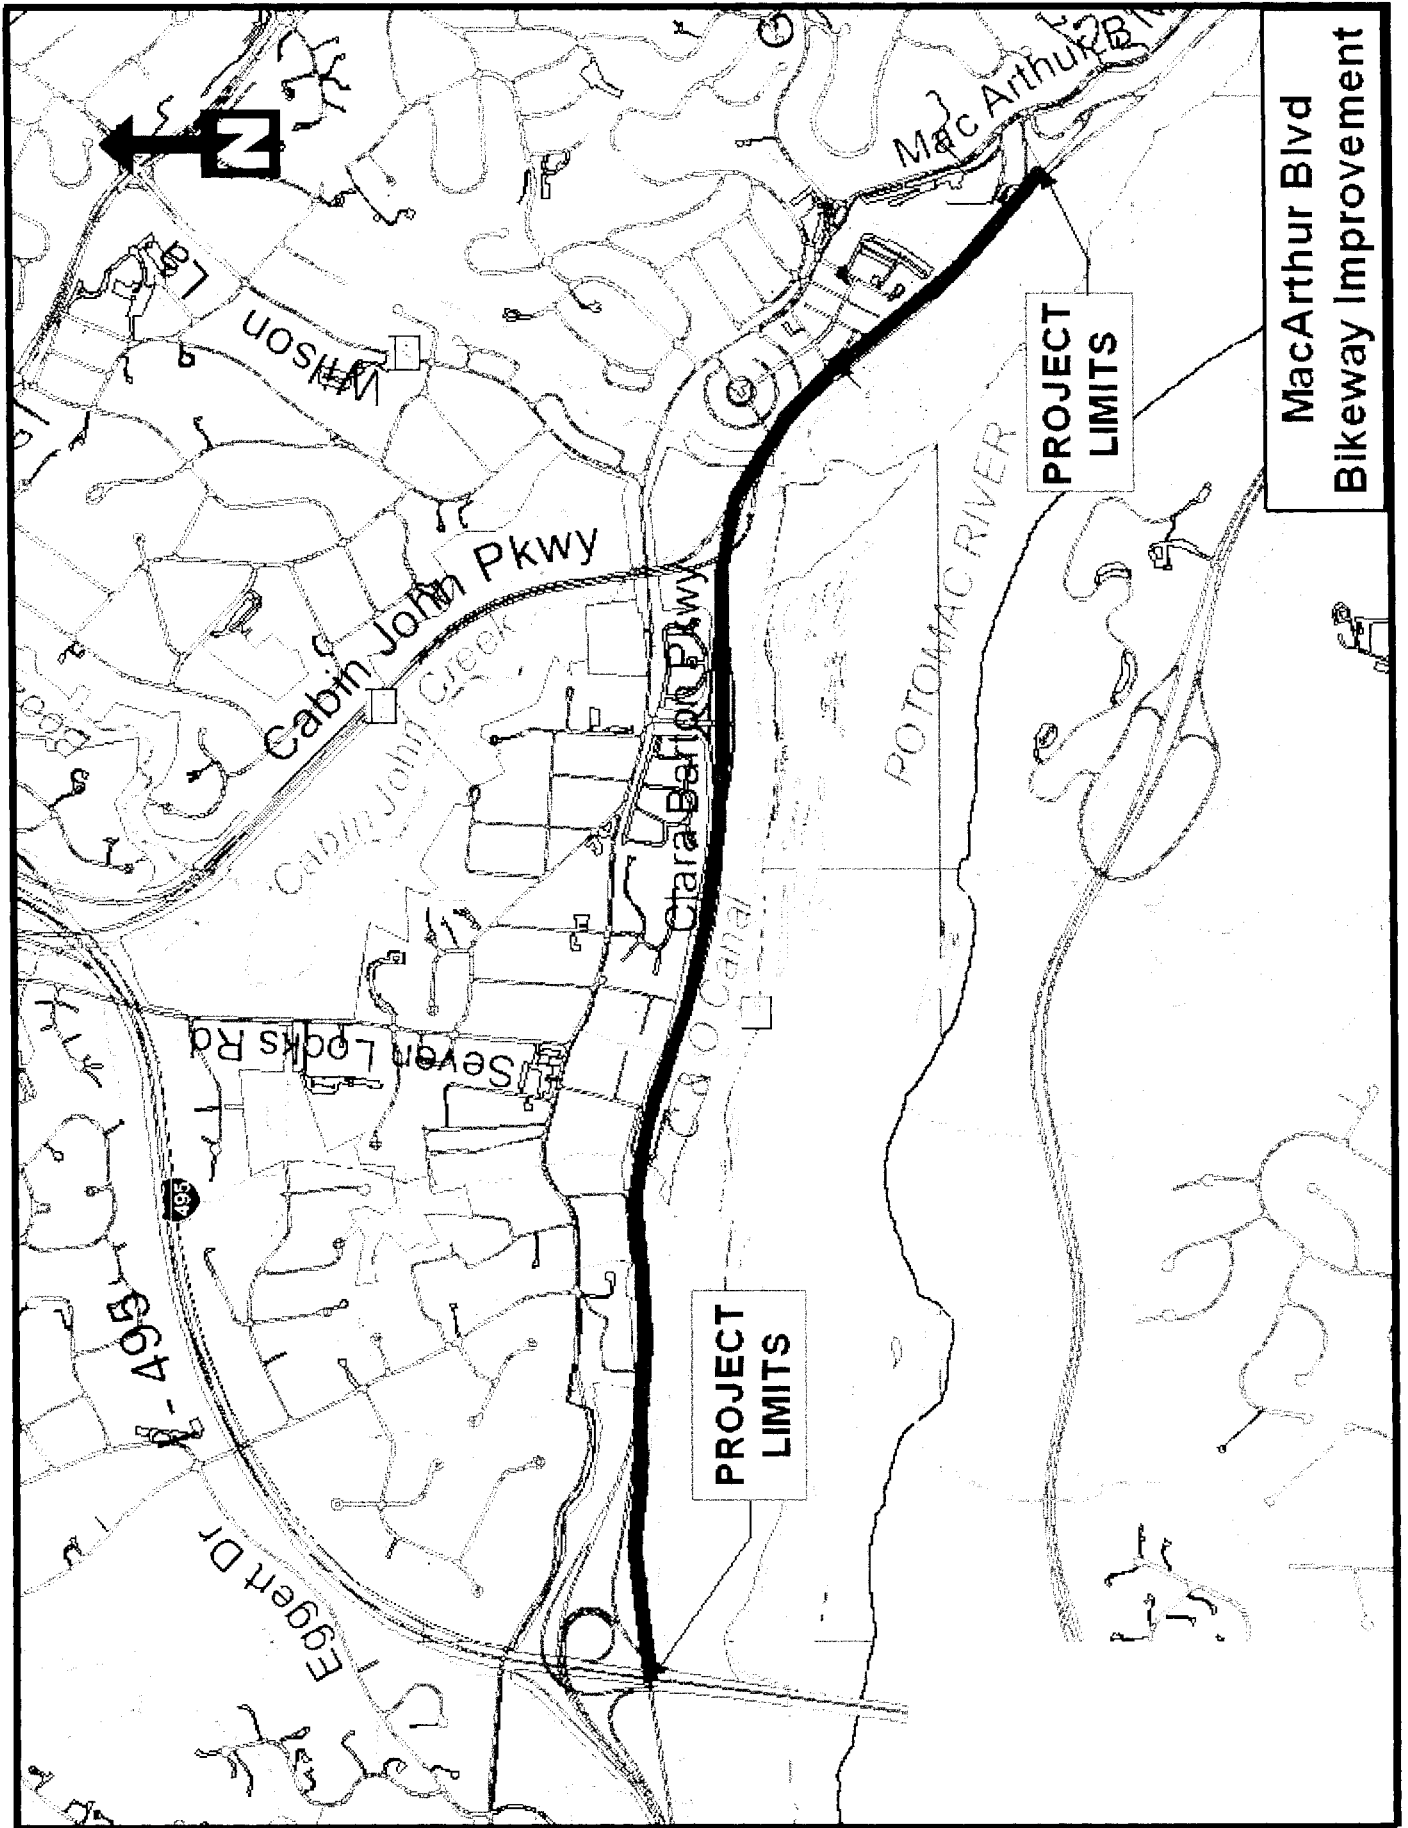 MacArthur Blvd
Bikeway Improvement
N
Mac Arthur Blvd
La
Wilson
PROJECT
LIMITS
POTOMAC RIVER
Cabin John Pkwy
Cabin John Creek
Clara Barton Pkwy
C & O Canal
Seven Locks Rd
495
I - 495
Eggert Dr
PROJECT
LIMITS